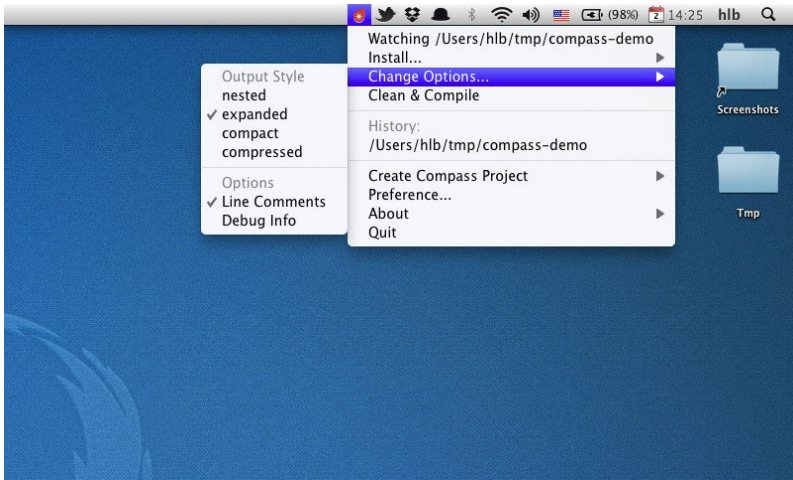 (98%) 2 14:25 hlb
Watching /Users/hlb/tmp/compass-demo
Install...
Change Options...
Clean & Compile
History:
/Users/hlb/tmp/compass-demo
Create Compass Project
Preference...
About
Quit
Output Style
nested
✓ expanded
compact
compressed
Options
✓ Line Comments
Debug Info
Screenshots
Tmp